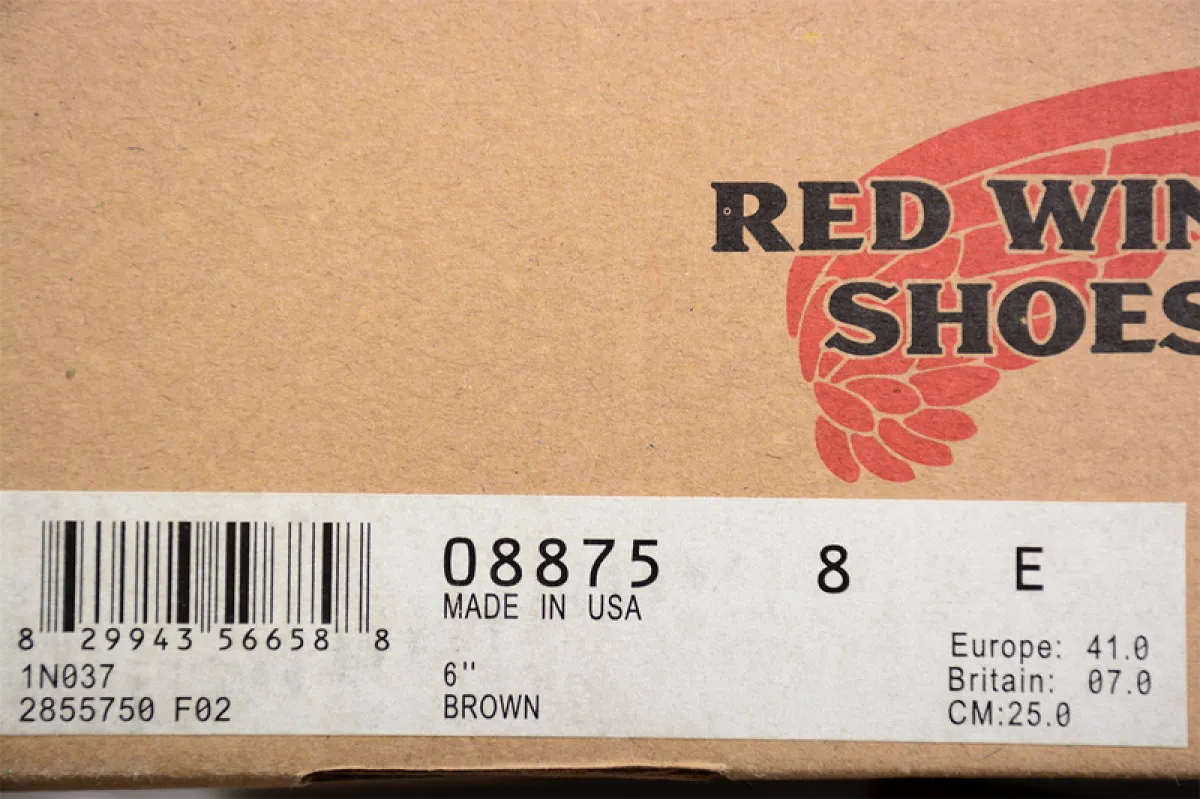 RED WIN
SHOES
8 29943 56658 8
1N037
2855750 F02
08875
MADE IN USA
6"
BROWN
8
E
Europe: 41.0
Britain: 07.0
CM:25.0